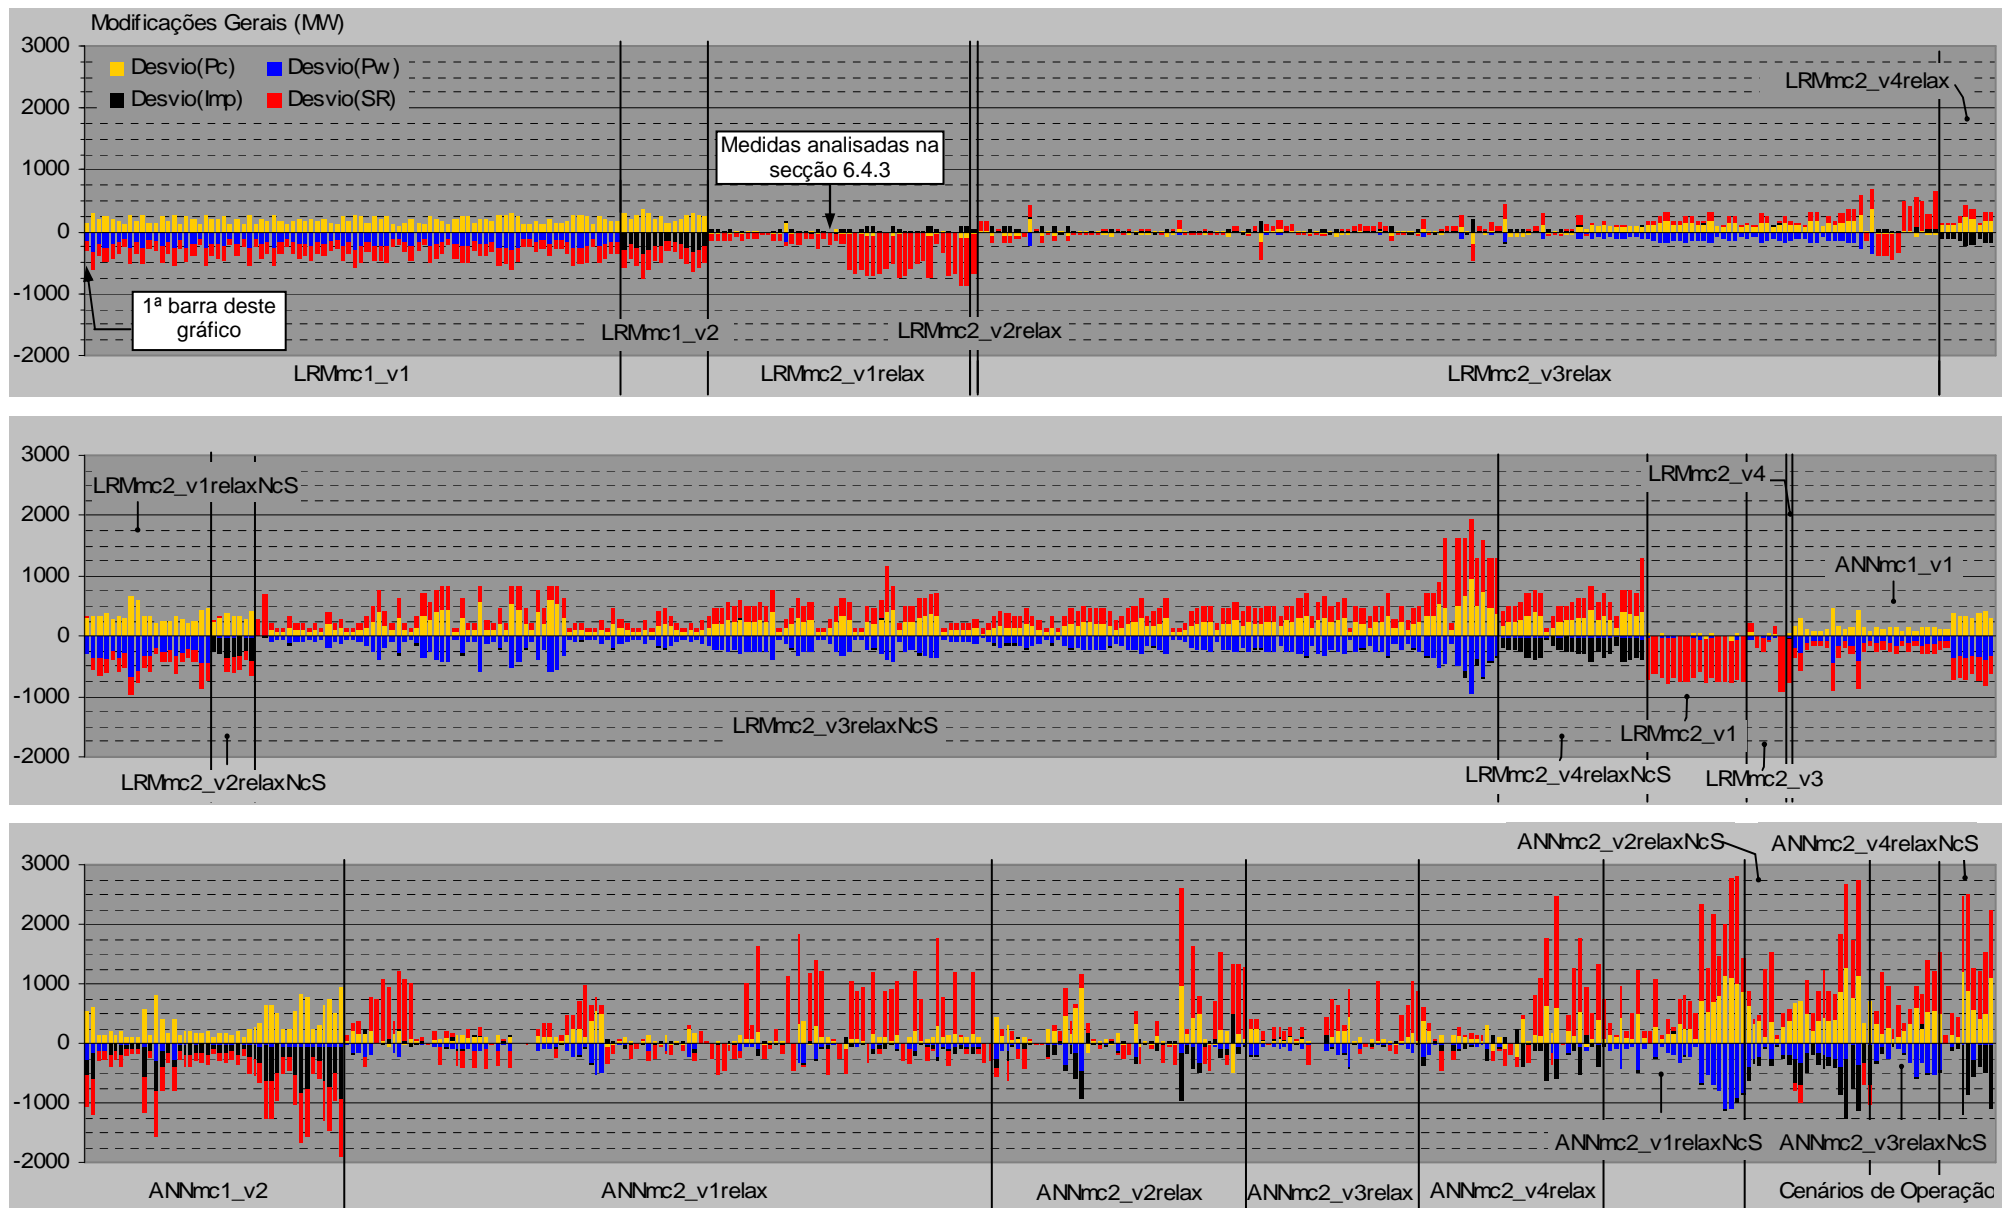 Modificações Gerais (MW)
3000
2000
1000
0
-1000
-2000
Desvio(Pc)
Desvio(Pw)
Desvio(Imp)
Desvio(SR)
Medidas analisadas na
secção 6.4.3
LRMmc2_v4relax
1ª barra deste
gráfico
LRMmc1_v2
LRMmc2_v2relax
LRMmc1_v1
LRMmc2_v1relax
LRMmc2_v3relax
3000
2000
1000
0
-1000
-2000
LRMmc2_v1relaxNcS
LRMmc2_v4
ANNmc1_v1
LRMmc2_v3relaxNcS
LRMmc2_v1
LRMmc2_v2relaxNcS
LRMmc2_v4relaxNcS
LRMmc2_v3
3000
2000
1000
0
-1000
-2000
ANNmc2_v2relaxNcS
ANNmc2_v4relaxNcS
ANNmc2_v1relaxNcS
ANNmc2_v3relaxNcS
ANNmc1_v2
ANNmc2_v1relax
ANNmc2_v2relax
ANNmc2_v3relax
ANNmc2_v4relax
Cenários de Operação